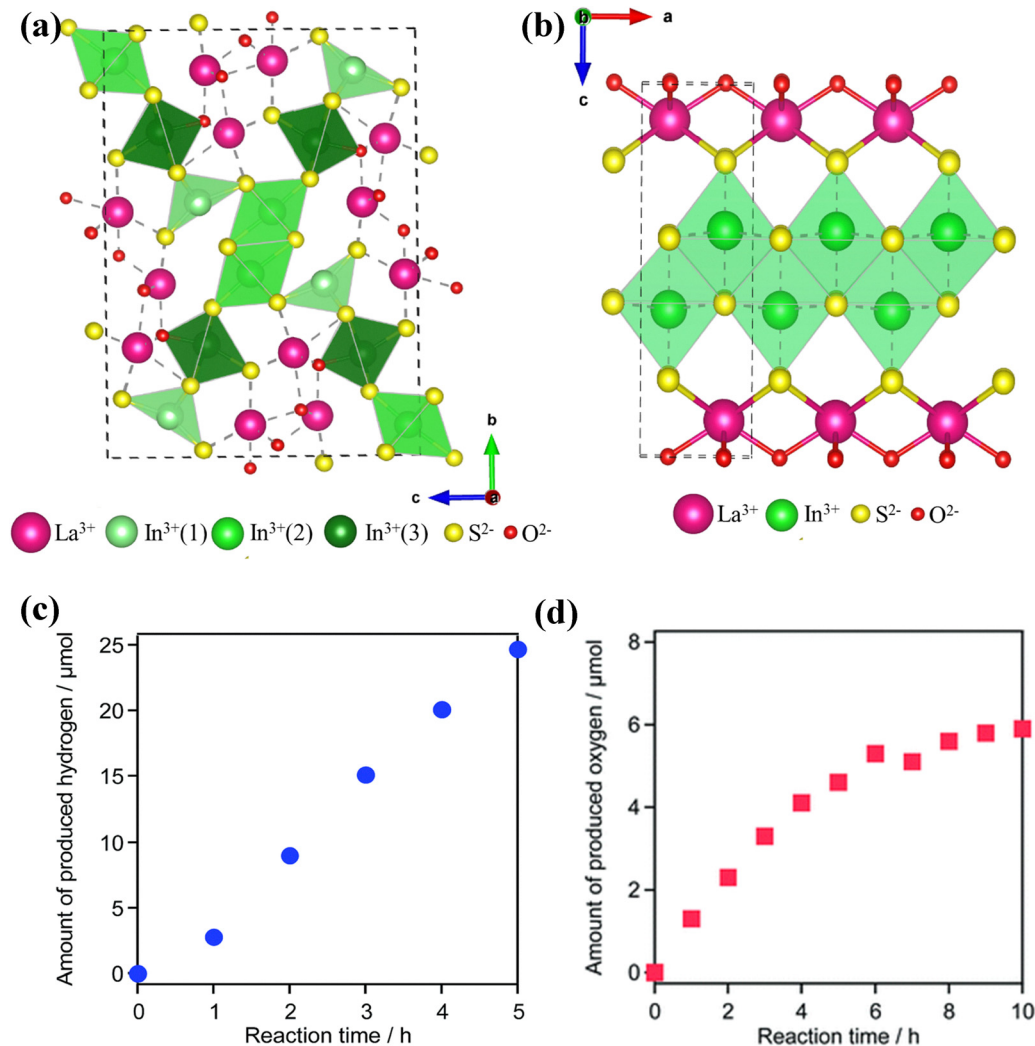 (a)
b
c
a
La³⁺ In³⁺(1) In³⁺(2) In³⁺(3) S²⁻ O²⁻
(b)
b
a
c
La³⁺ In³⁺ S²⁻ O²⁻
(c)
Amount of produced hydrogen / μmol
25
20
15
10
5
0
0 1 2 3 4 5
Reaction time / h
(d)
Amount of produced oxygen / μmol
8
6
4
2
0
0 2 4 6 8 10
Reaction time / h